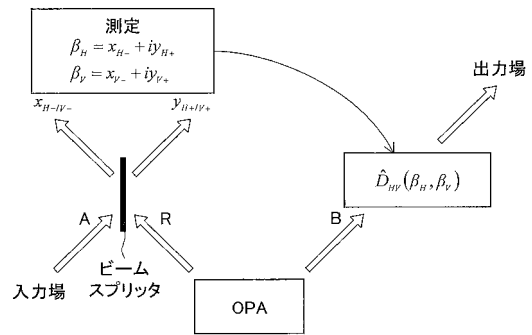 測定
β_H = x_{H-} + iy_{H+}
β_V = x_{V-} + iy_{V+}
x_{H-/V-}
y_{H+/V+}
出力場
D̂_{HV}(β_H, β_V)
A
R
B
入力場
ビーム
スプリッタ
OPA